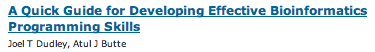 A Quick Guide for Developing Effective Bioinformatics
Programming Skills
Joel T Dudley, Atul J Butte